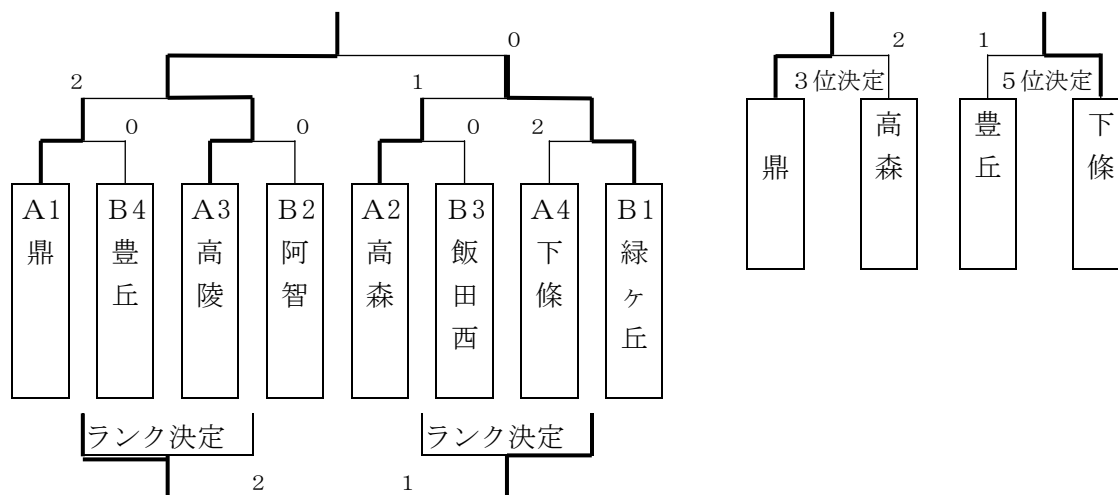 0
2 1
0 0 0 2
A1 鼎
B4 豊丘
A3 高陵
B2 阿智
A2 高森
B3 飯田西
A4 下條
B1 緑ヶ丘
ランク決定 ランク決定
2 1
2
3位決定
鼎
高森
1
5位決定
豊丘
下條